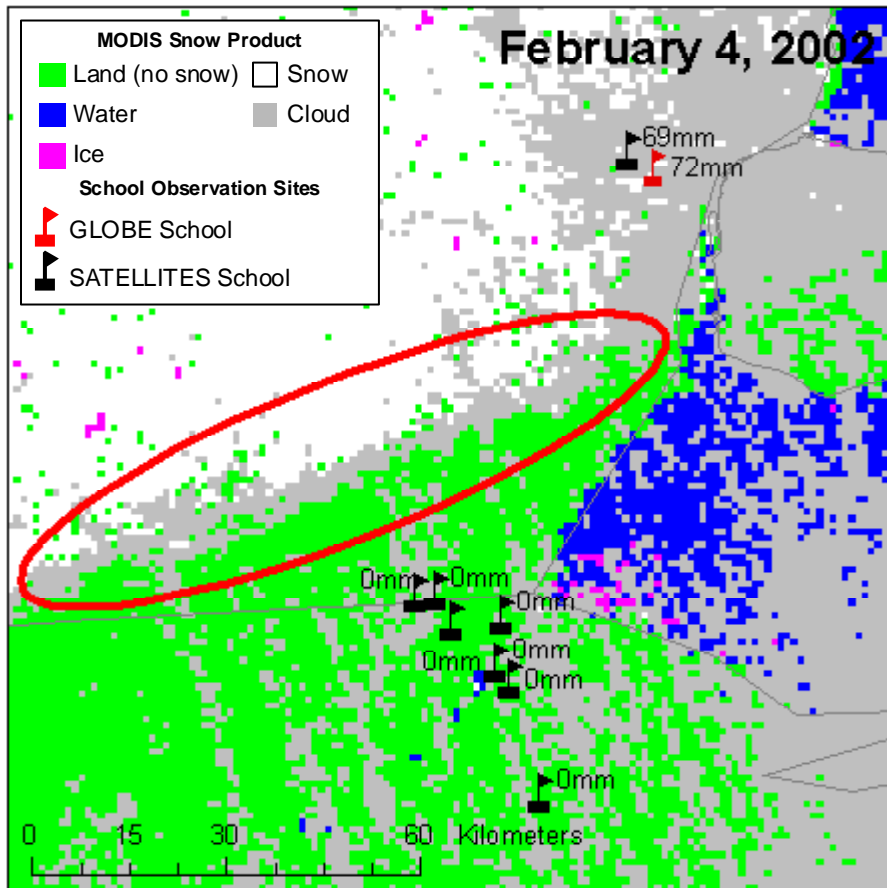 February 4, 2002
MODIS Snow Product
Land (no snow) Snow
Water Cloud
Ice
School Observation Sites
GLOBE School
SATELLITES School
69mm
72mm
0mm 0mm
0mm
0mm
0mm
0mm
0mm
0 15 30 60 Kilometers